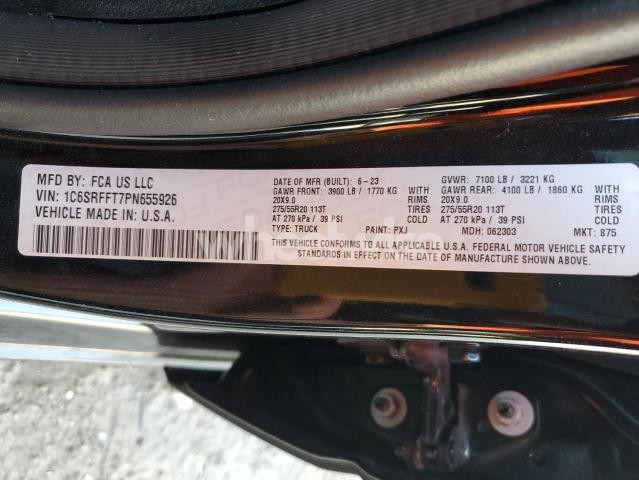 MFD BY: FCA US LLC
VIN: 1C6SRFFT7PN655926
VEHICLE MADE IN U.S.A.
DATE OF MFR (BUILT): 6-23 GVWR: 7100 LB / 3221 KG
GAWR FRONT: 3900 LB / 1770 KG WITH GAWR REAR: 4100 LB / 1860 KG WITH
20X9.0 RIMS 20X9.0 RIMS
275/55R20 113T TIRES 275/55R20 113T TIRES
AT 270 kPa / 39 PSI COLD AT 270 kPa / 39 PSI COLD
TYPE: TRUCK PAINT: PXJ MDH: 062303 MKT: 875
THIS VEHICLE CONFORMS TO ALL APPLICABLE U.S.A. FEDERAL MOTOR VEHICLE SAFETY
STANDARDS IN EFFECT ON THE DATE OF MANUFACTURE SHOWN ABOVE.